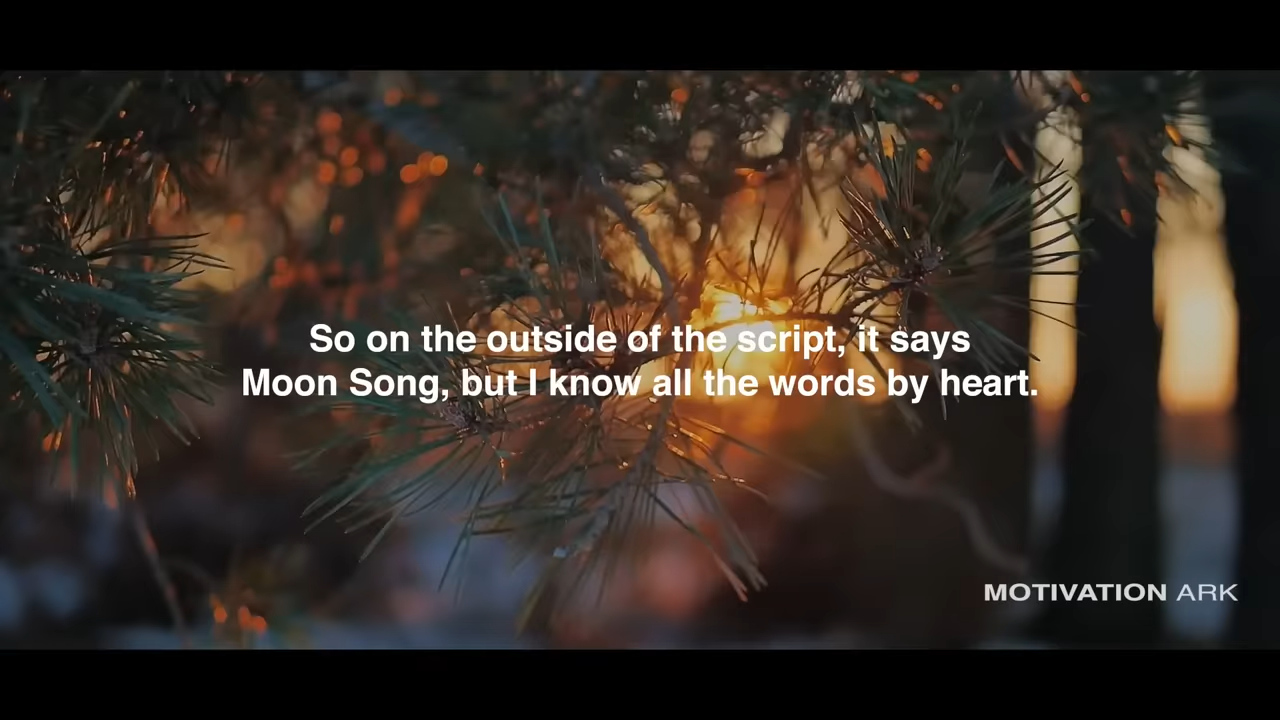 So on the outside of the script, it says
Moon Song, but I know all the words by heart.
MOTIVATION ARK